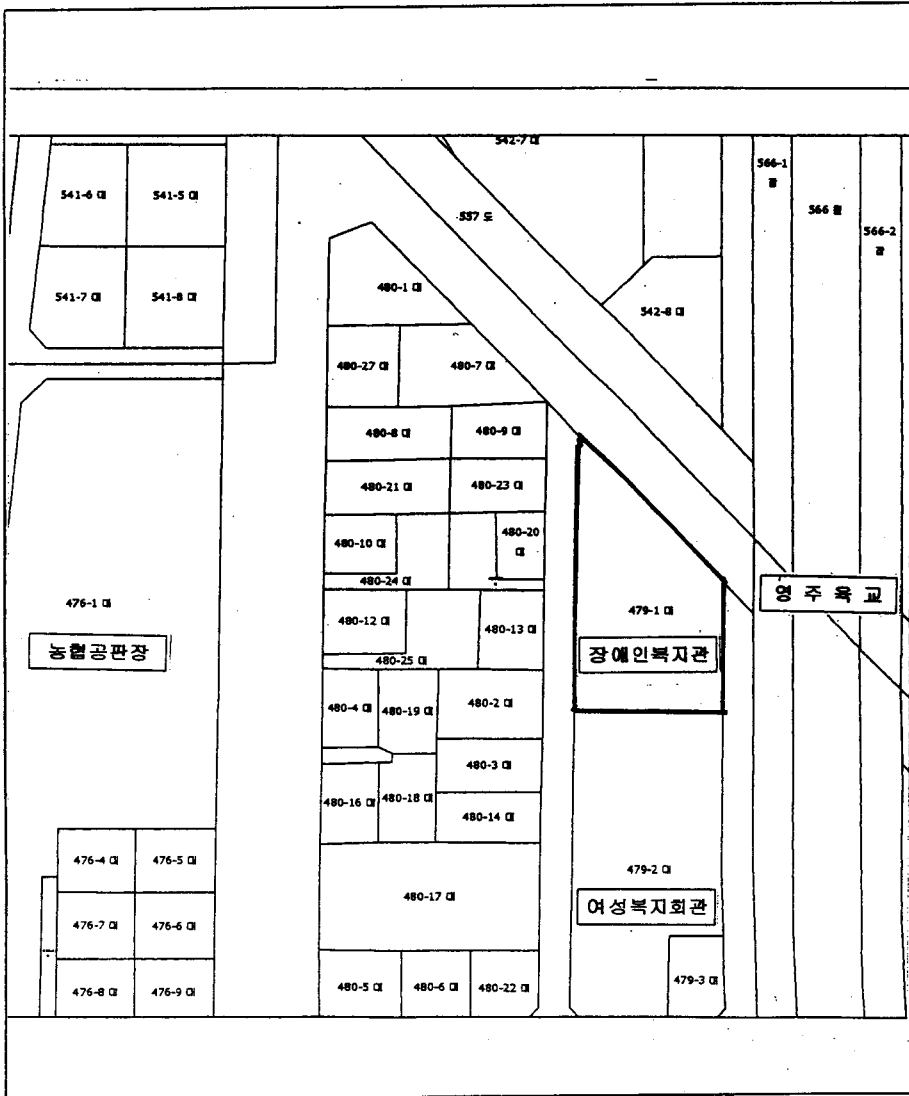 542-7 대
541-6 대
541-5 대
557 도
566-1
566
566-2
541-7 대
541-8 대
480-1 대
542-8 대
480-27 대
480-7 대
480-8 대
480-9 대
480-21 대
480-23 대
480-10 대
480-20
대
480-24 대
476-1 대
농협공판장
480-12 대
480-13 대
480-25 대
479-1 대
장애인복지관
영주육교
480-4 대
480-19 대
480-2 대
480-3 대
480-16 대
480-18 대
480-14 대
476-4 대
476-5 대
480-17 대
479-2 대
여성복지회관
476-7 대
476-6 대
476-8 대
476-9 대
480-5 대
480-6 대
480-22 대
479-3 대